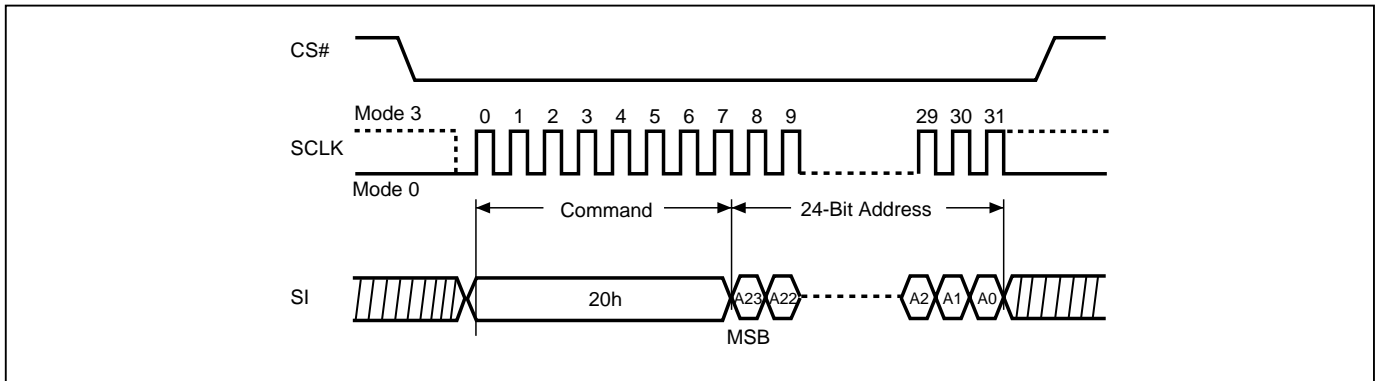 CS#
Mode 3
0 1 2 3 4 5 6 7 8 9 29 30 31
SCLK
Mode 0
Command 24-Bit Address
SI 20h A23 A22 A2 A1 A0
MSB